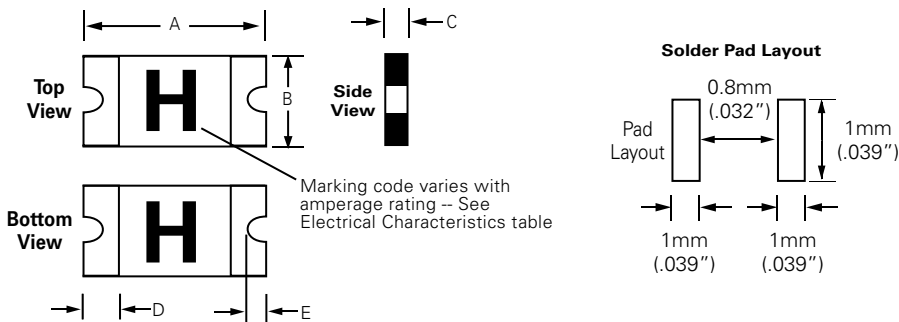 A
C
Top
View
H
B
Side
View
Marking code varies with
amperage rating -- See
Electrical Characteristics table
Bottom
View
H
D
E
Solder Pad Layout
0.8mm
(.032”)
Pad
Layout
1mm
(.039”)
1mm
(.039”)
1mm
(.039”)